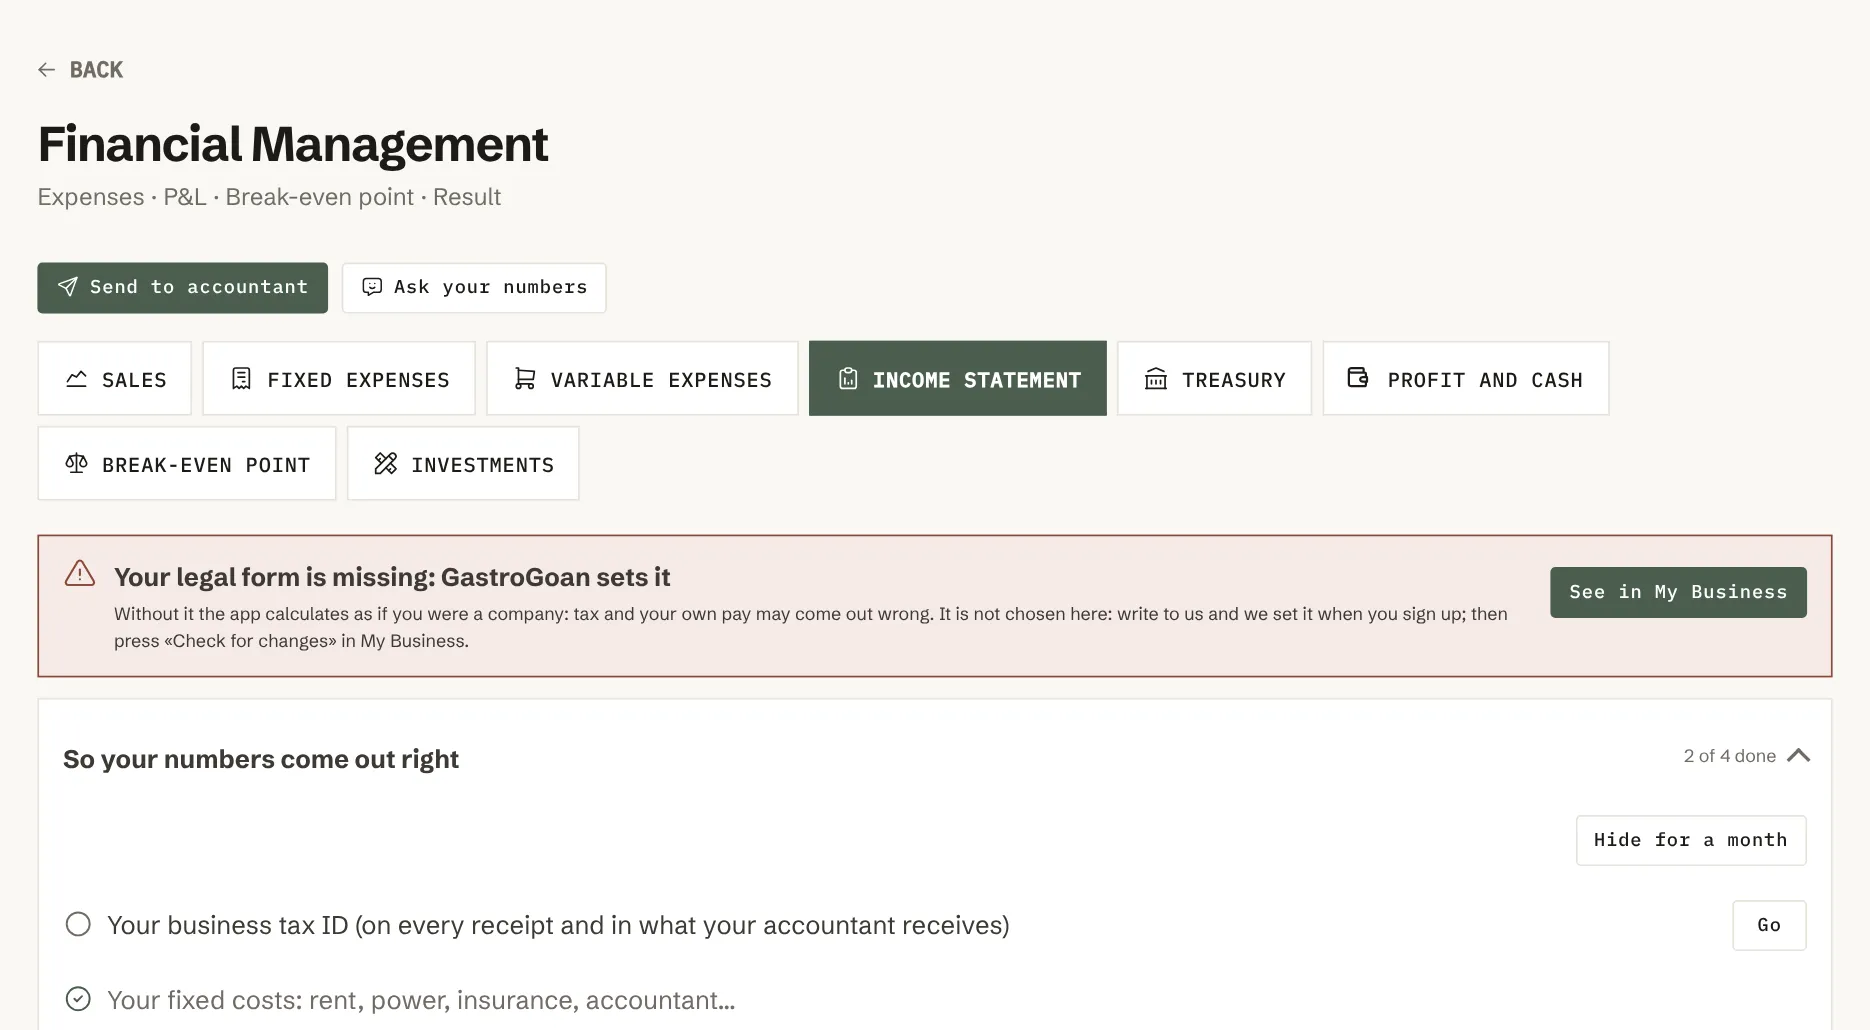 ← BACK
Financial Management
Expenses · P&L · Break-even point · Result
Send to accountant
Ask your numbers
SALES
FIXED EXPENSES
VARIABLE EXPENSES
INCOME STATEMENT
TREASURY
PROFIT AND CASH
BREAK-EVEN POINT
INVESTMENTS
Your legal form is missing: GastroGoan sets it
Without it the app calculates as if you were a company: tax and your own pay may come out wrong. It is not chosen here: write to us and we set it when you sign up; then
press «Check for changes» in My Business.
See in My Business
So your numbers come out right
2 of 4 done
Hide for a month
Your business tax ID (on every receipt and in what your accountant receives)
Go
Your fixed costs: rent, power, insurance, accountant...